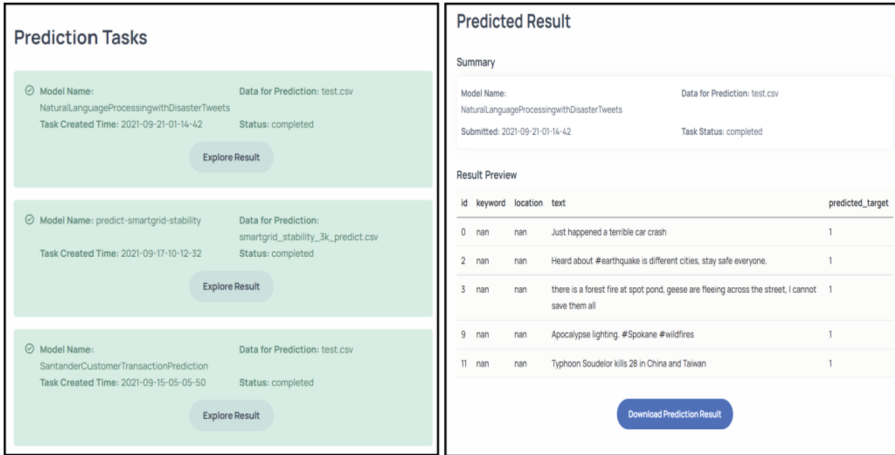 Prediction Tasks
Model Name: Data for Prediction: test.csv
NaturalLanguageProcessingwithDisasterTweets
Task Created Time: 2021-09-21-01-14-42 Status: completed
Explore Result
Model Name: predict-smartgrid-stability Data for Prediction:
smartgrid_stability_3k_predict.csv
Task Created Time: 2021-09-17-10-12-32 Status: completed
Explore Result
Model Name: Data for Prediction: test.csv
SantanderCustomerTransactionPrediction
Task Created Time: 2021-09-15-05-05-50 Status: completed
Explore Result
Predicted Result
Summary
Model Name: Data for Prediction: test.csv
NaturalLanguageProcessingwithDisasterTweets
Submitted: 2021-09-21-01-14-42 Task Status: completed
Result Preview
id keyword location text predicted_target
0 nan nan Just happened a terrible car crash 1
2 nan nan Heard about #earthquake is different cities, stay safe everyone. 1
3 nan nan there is a forest fire at spot pond, geese are fleeing across the street, I cannot 1
save them all
9 nan nan Apocalypse lighting. #Spokane #wildfires 1
11 nan nan Typhoon Soudelor kills 28 in China and Taiwan 1
Download Prediction Result